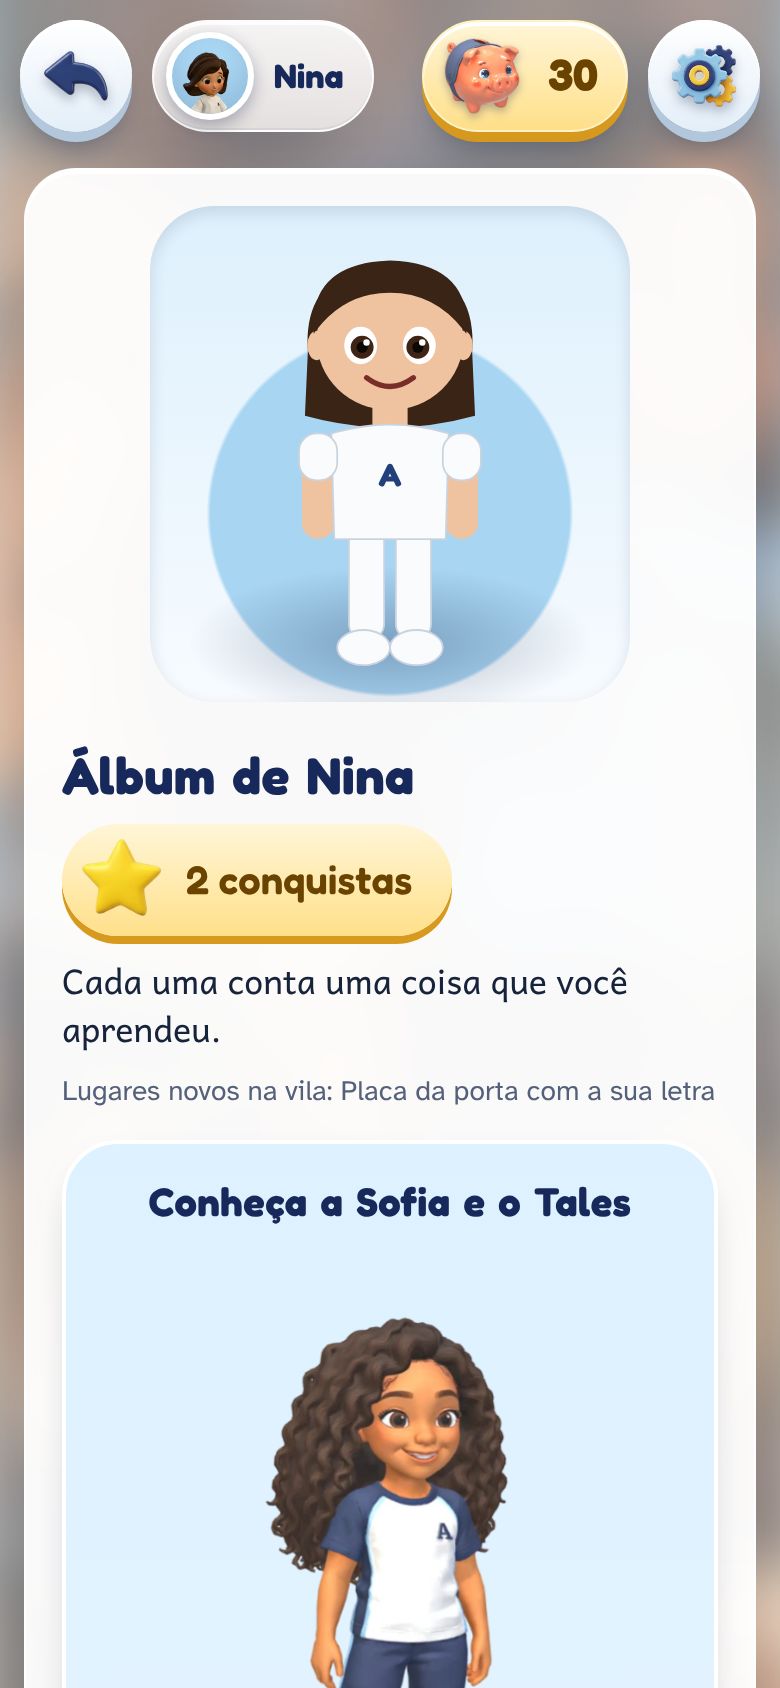 Nina
30
A
Álbum de Nina
2 conquistas
Cada uma conta uma coisa que você
aprendeu.
Lugares novos na vila: Placa da porta com a sua letra
Conheça a Sofia e o Tales
A